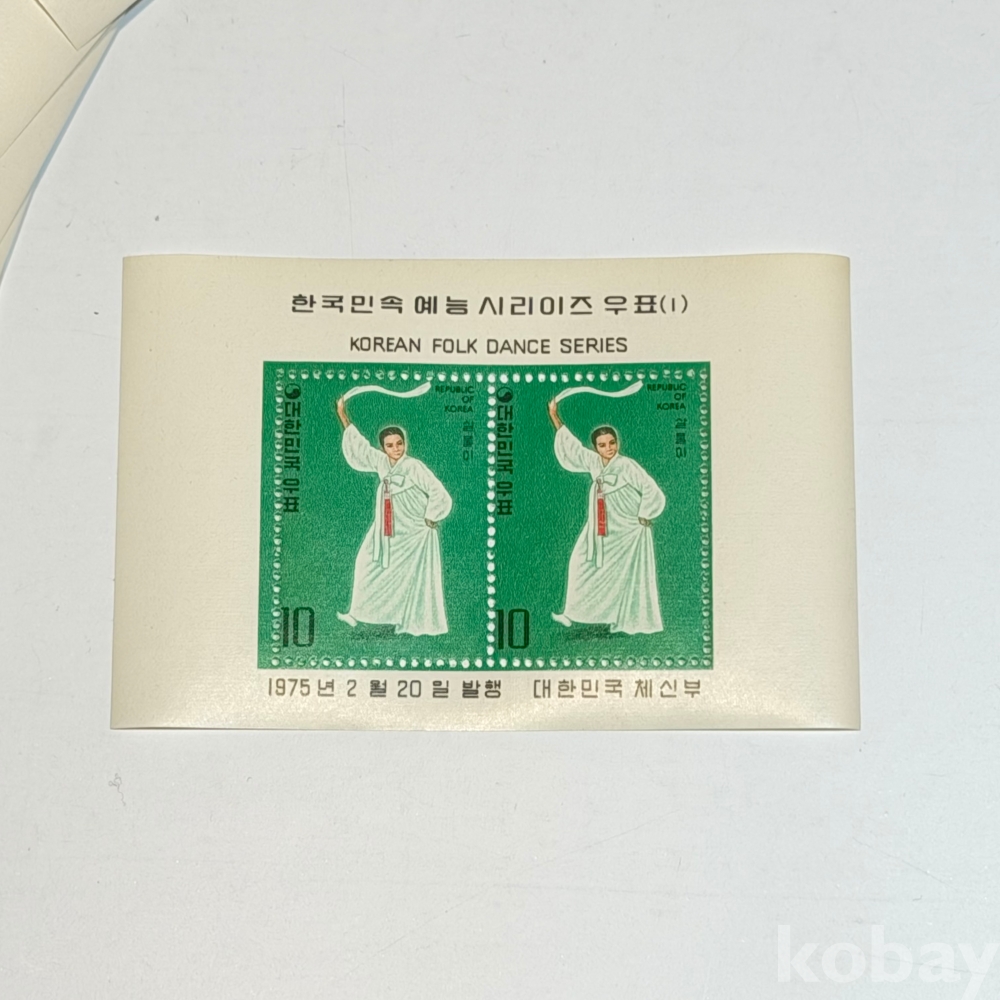 한국민속 예능 시리이즈 우표(1)
KOREAN FOLK DANCE SERIES
대한민국 우표
REPUBLIC
OF
KOREA
살풀이
10
대한민국 우표
REPUBLIC
OF
KOREA
살풀이
10
1975년 2월 20일 발행 대한민국 체신부
kobay